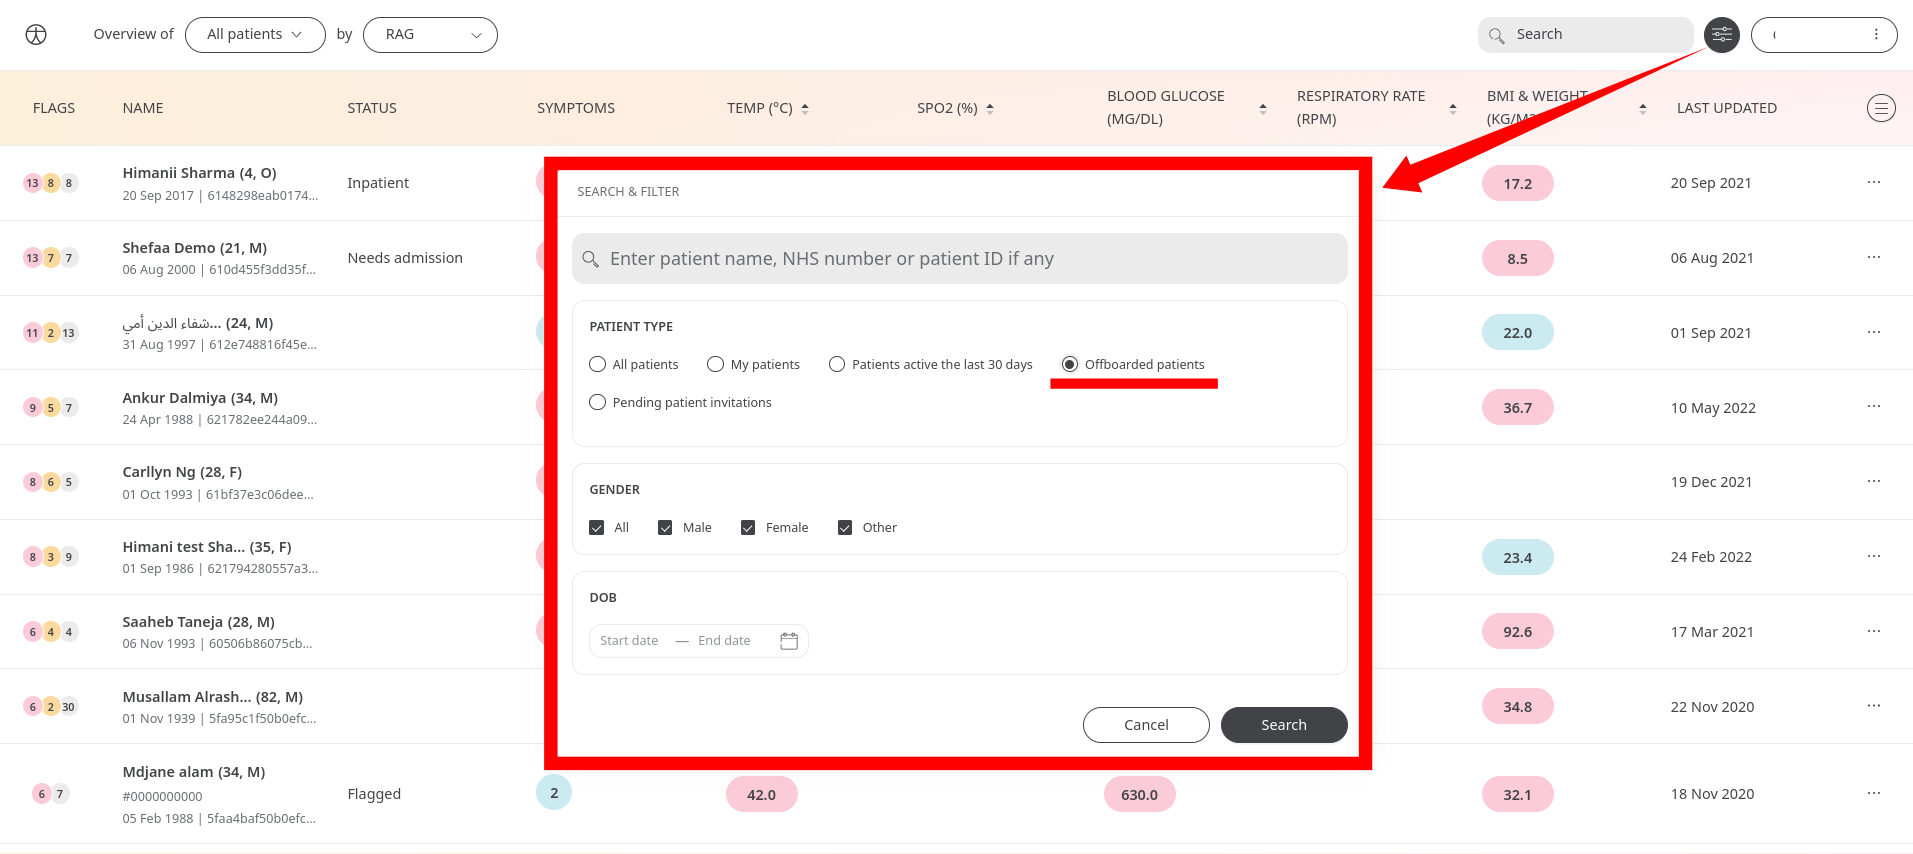 Overview of All patients by RAG Search
FLAGS NAME STATUS SYMPTOMS TEMP (°C) SPO2 (%) BLOOD GLUCOSE (MG/DL) RESPIRATORY RATE (RPM) BMI & WEIGHT LAST UPDATED
13 8 8 Himanii Sharma (4, O) Inpatient 17.2 20 Sep 2021 ...
20 Sep 2017 | 6148298eab0174...
13 7 7 Shefaa Demo (21, M) Needs admission 8.5 06 Aug 2021 ...
06 Aug 2000 | 610d455f3dd35f...
11 2 13 شفاء الدين أمي... (24, M) 22.0 01 Sep 2021 ...
31 Aug 1997 | 612e748816f45e...
9 5 7 Ankur Dalmiya (34, M) 36.7 10 May 2022 ...
24 Apr 1988 | 621782ee244a09...
8 6 5 Carllyn Ng (28, F) 19 Dec 2021 ...
01 Oct 1993 | 61bf37e3c06dee...
8 3 9 Himani test Sha... (35, F) 23.4 24 Feb 2022 ...
01 Sep 1986 | 621794280557a3...
6 4 4 Saaheb Taneja (28, M) 92.6 17 Mar 2021 ...
06 Nov 1993 | 60506b86075cb...
6 2 30 Musallam Alrash... (82, M) 34.8 22 Nov 2020 ...
01 Nov 1939 | 5fa95c1f50b0efc...
6 7 Mdjane alam (34, M) Flagged 2 42.0 630.0 32.1 18 Nov 2020 ...
#0000000000
05 Feb 1988 | 5faa4baf50b0efc...
SEARCH & FILTER
Enter patient name, NHS number or patient ID if any
PATIENT TYPE
All patients My patients Patients active the last 30 days Offboarded patients
Pending patient invitations
GENDER
All Male Female Other
DOB
Start date — End date
Cancel Search